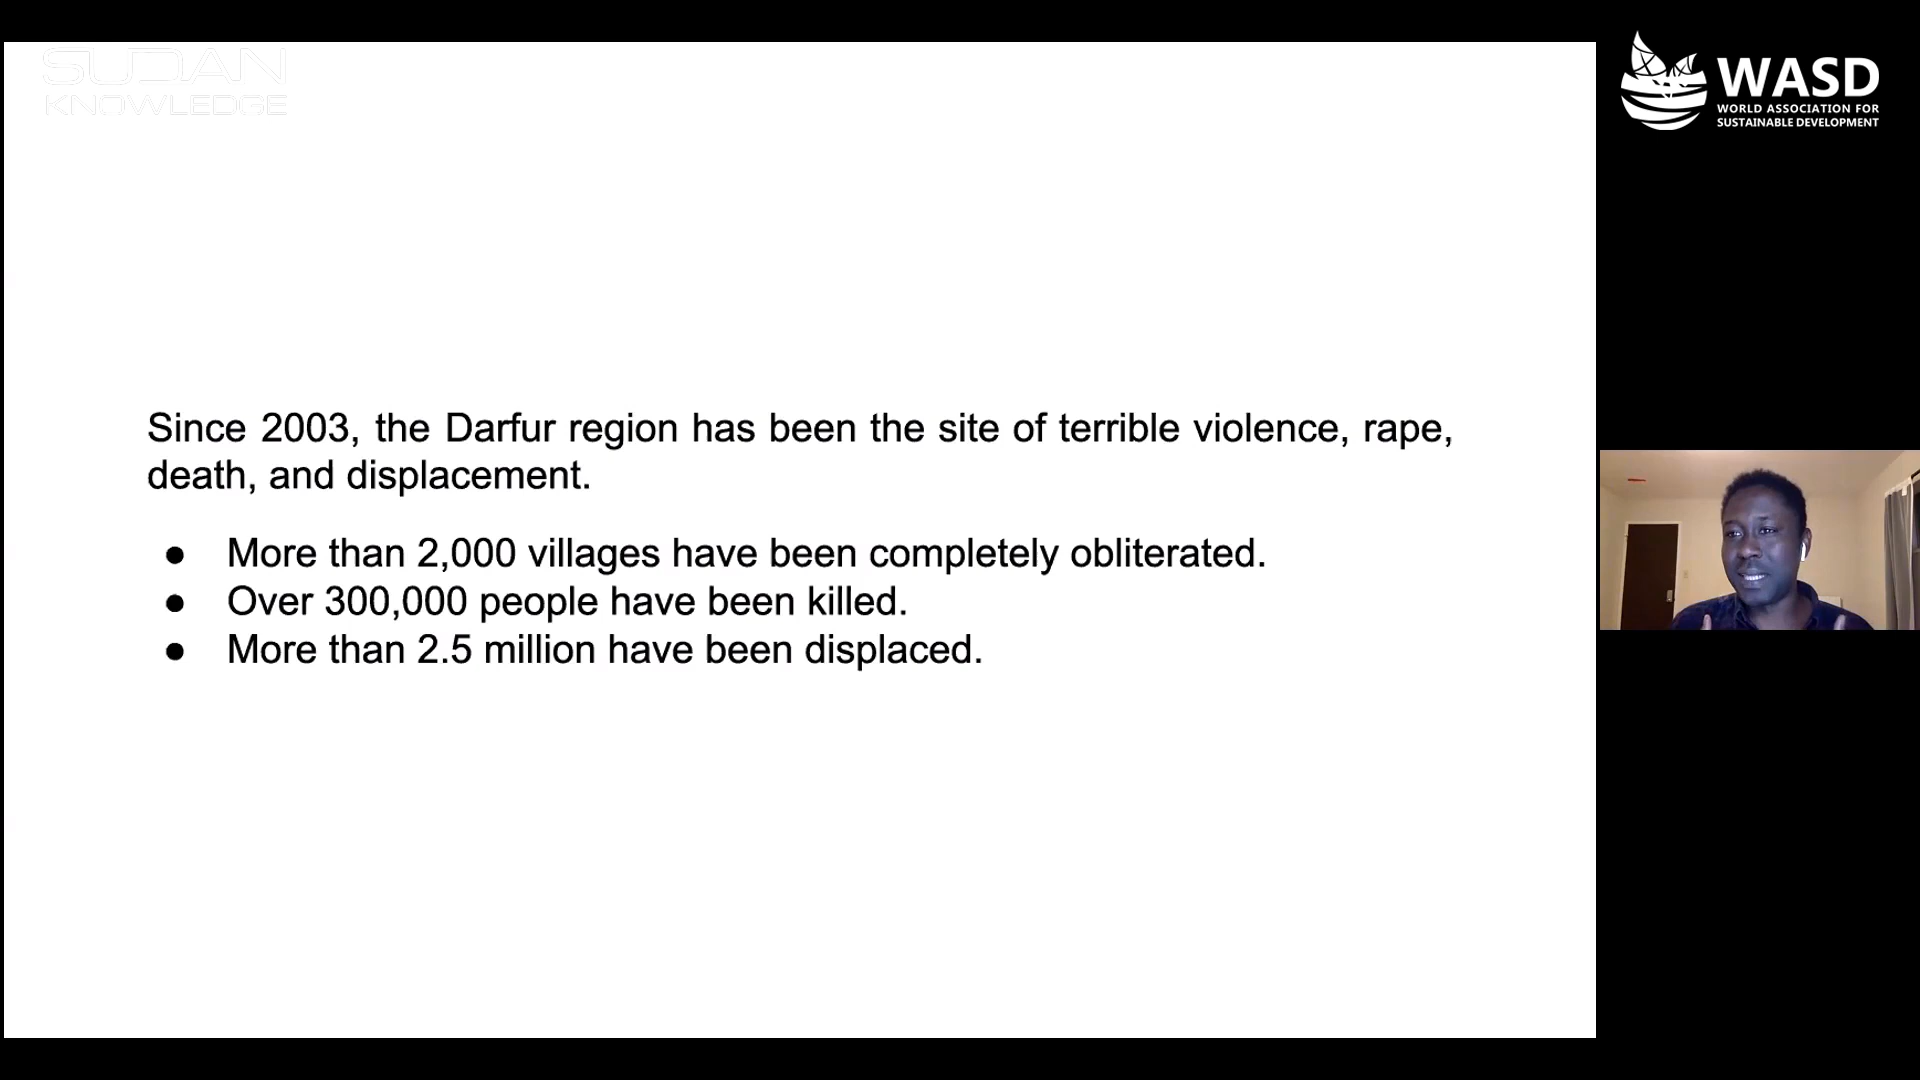 SUDAN
KNOWLEDGE
WASD
WORLD ASSOCIATION FOR
SUSTAINABLE DEVELOPMENT
Since 2003, the Darfur region has been the site of terrible violence, rape,
death, and displacement.
● More than 2,000 villages have been completely obliterated.
● Over 300,000 people have been killed.
● More than 2.5 million have been displaced.